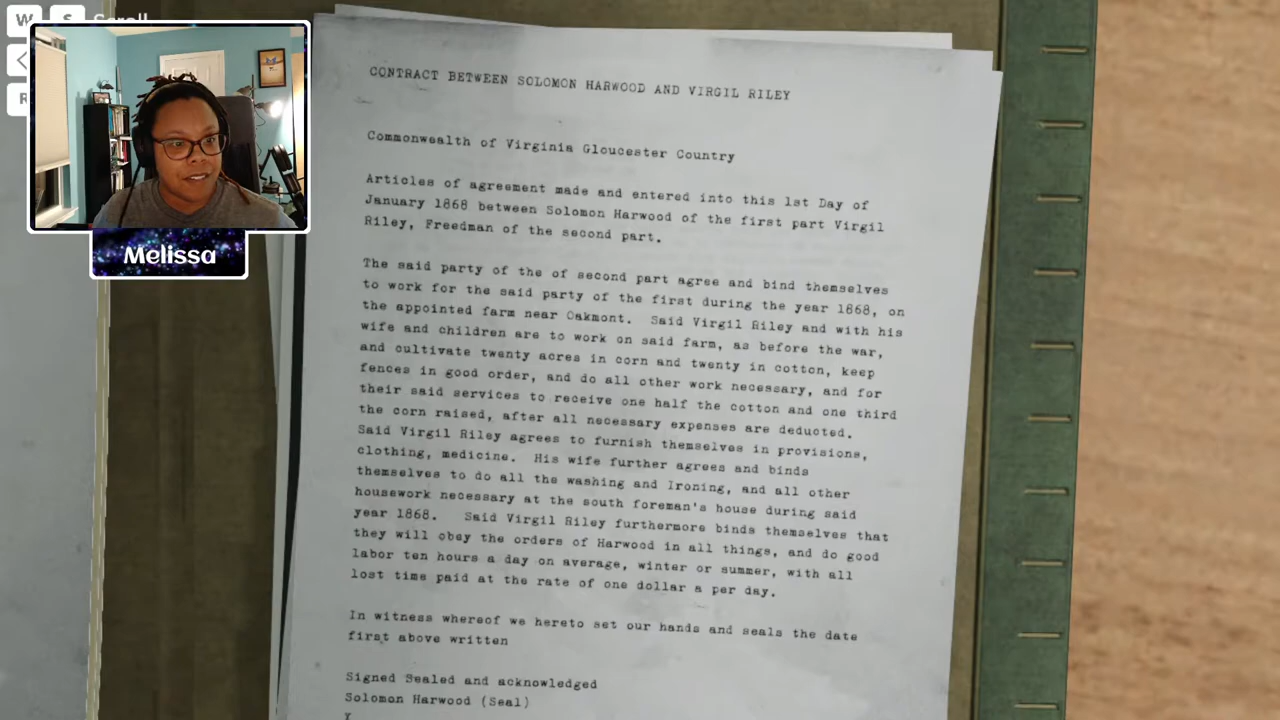 W S Scroll
R
Melissa
CONTRACT BETWEEN SOLOMON HARWOOD AND VIRGIL RILEY
Commonwealth of Virginia Gloucester Country
Articles of agreement made and entered into this 1st Day of
January 1868 between Solomon Harwood of the first part Virgil
Riley, Freedman of the second part.
The said party of the of second part agree and bind themselves
to work for the said party of the first during the year 1868, on
the appointed farm near Oakmont. Said Virgil Riley and with his
wife and children are to work on said farm, as before the war,
and cultivate twenty acres in corn and twenty in cotton, keep
fences in good order, and do all other work necessary, and for
their said services to receive one half the cotton and one third
the corn raised, after all necessary expenses are deducted.
Said Virgil Riley agrees to furnish themselves in provisions,
clothing, medicine. His wife further agrees and binds
themselves to do all the washing and Ironing, and all other
housework necessary at the south foreman's house during said
year 1868. Said Virgil Riley furthermore binds themselves that
they will obey the orders of Harwood in all things, and do good
labor ten hours a day on average, winter or summer, with all
lost time paid at the rate of one dollar a per day.
In witness whereof we hereto set our hands and seals the date
first above written
Signed Sealed and acknowledged
Solomon Harwood (Seal)